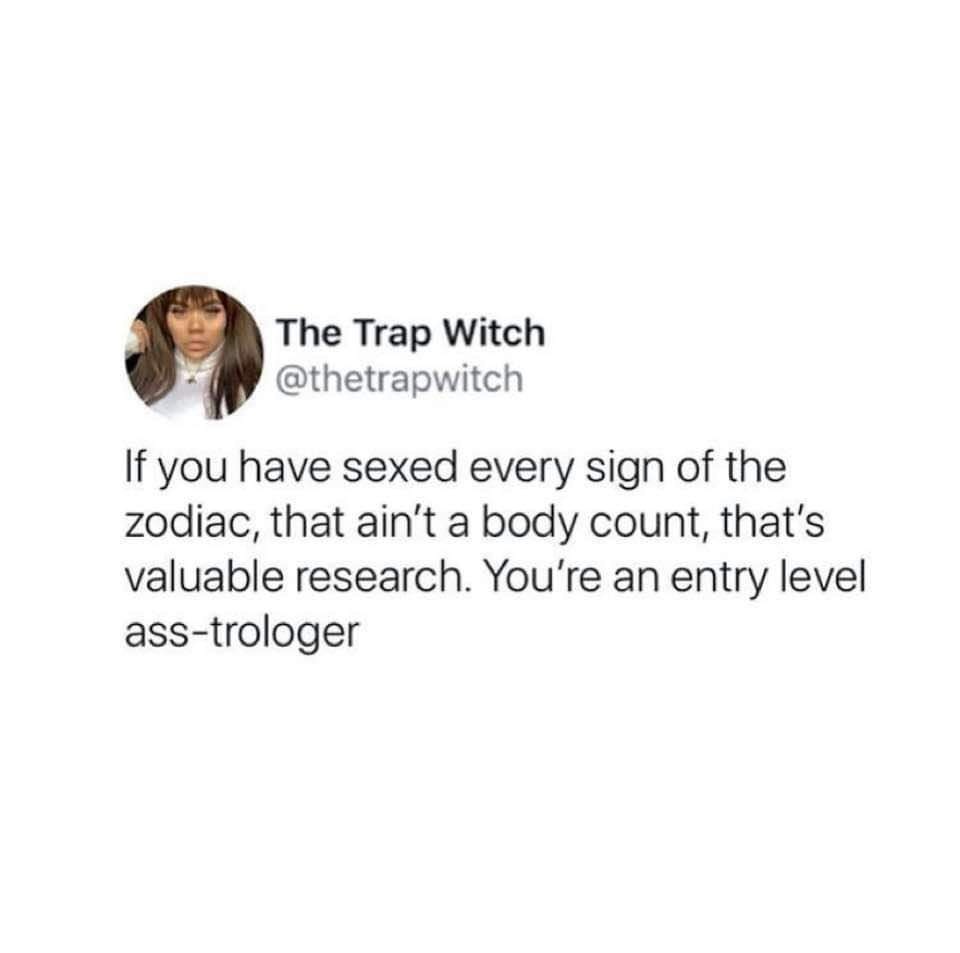 The Trap Witch
@thetrapwitch
If you have sexed every sign of the
zodiac, that ain't a body count, that's
valuable research. You're an entry level
ass-trologer